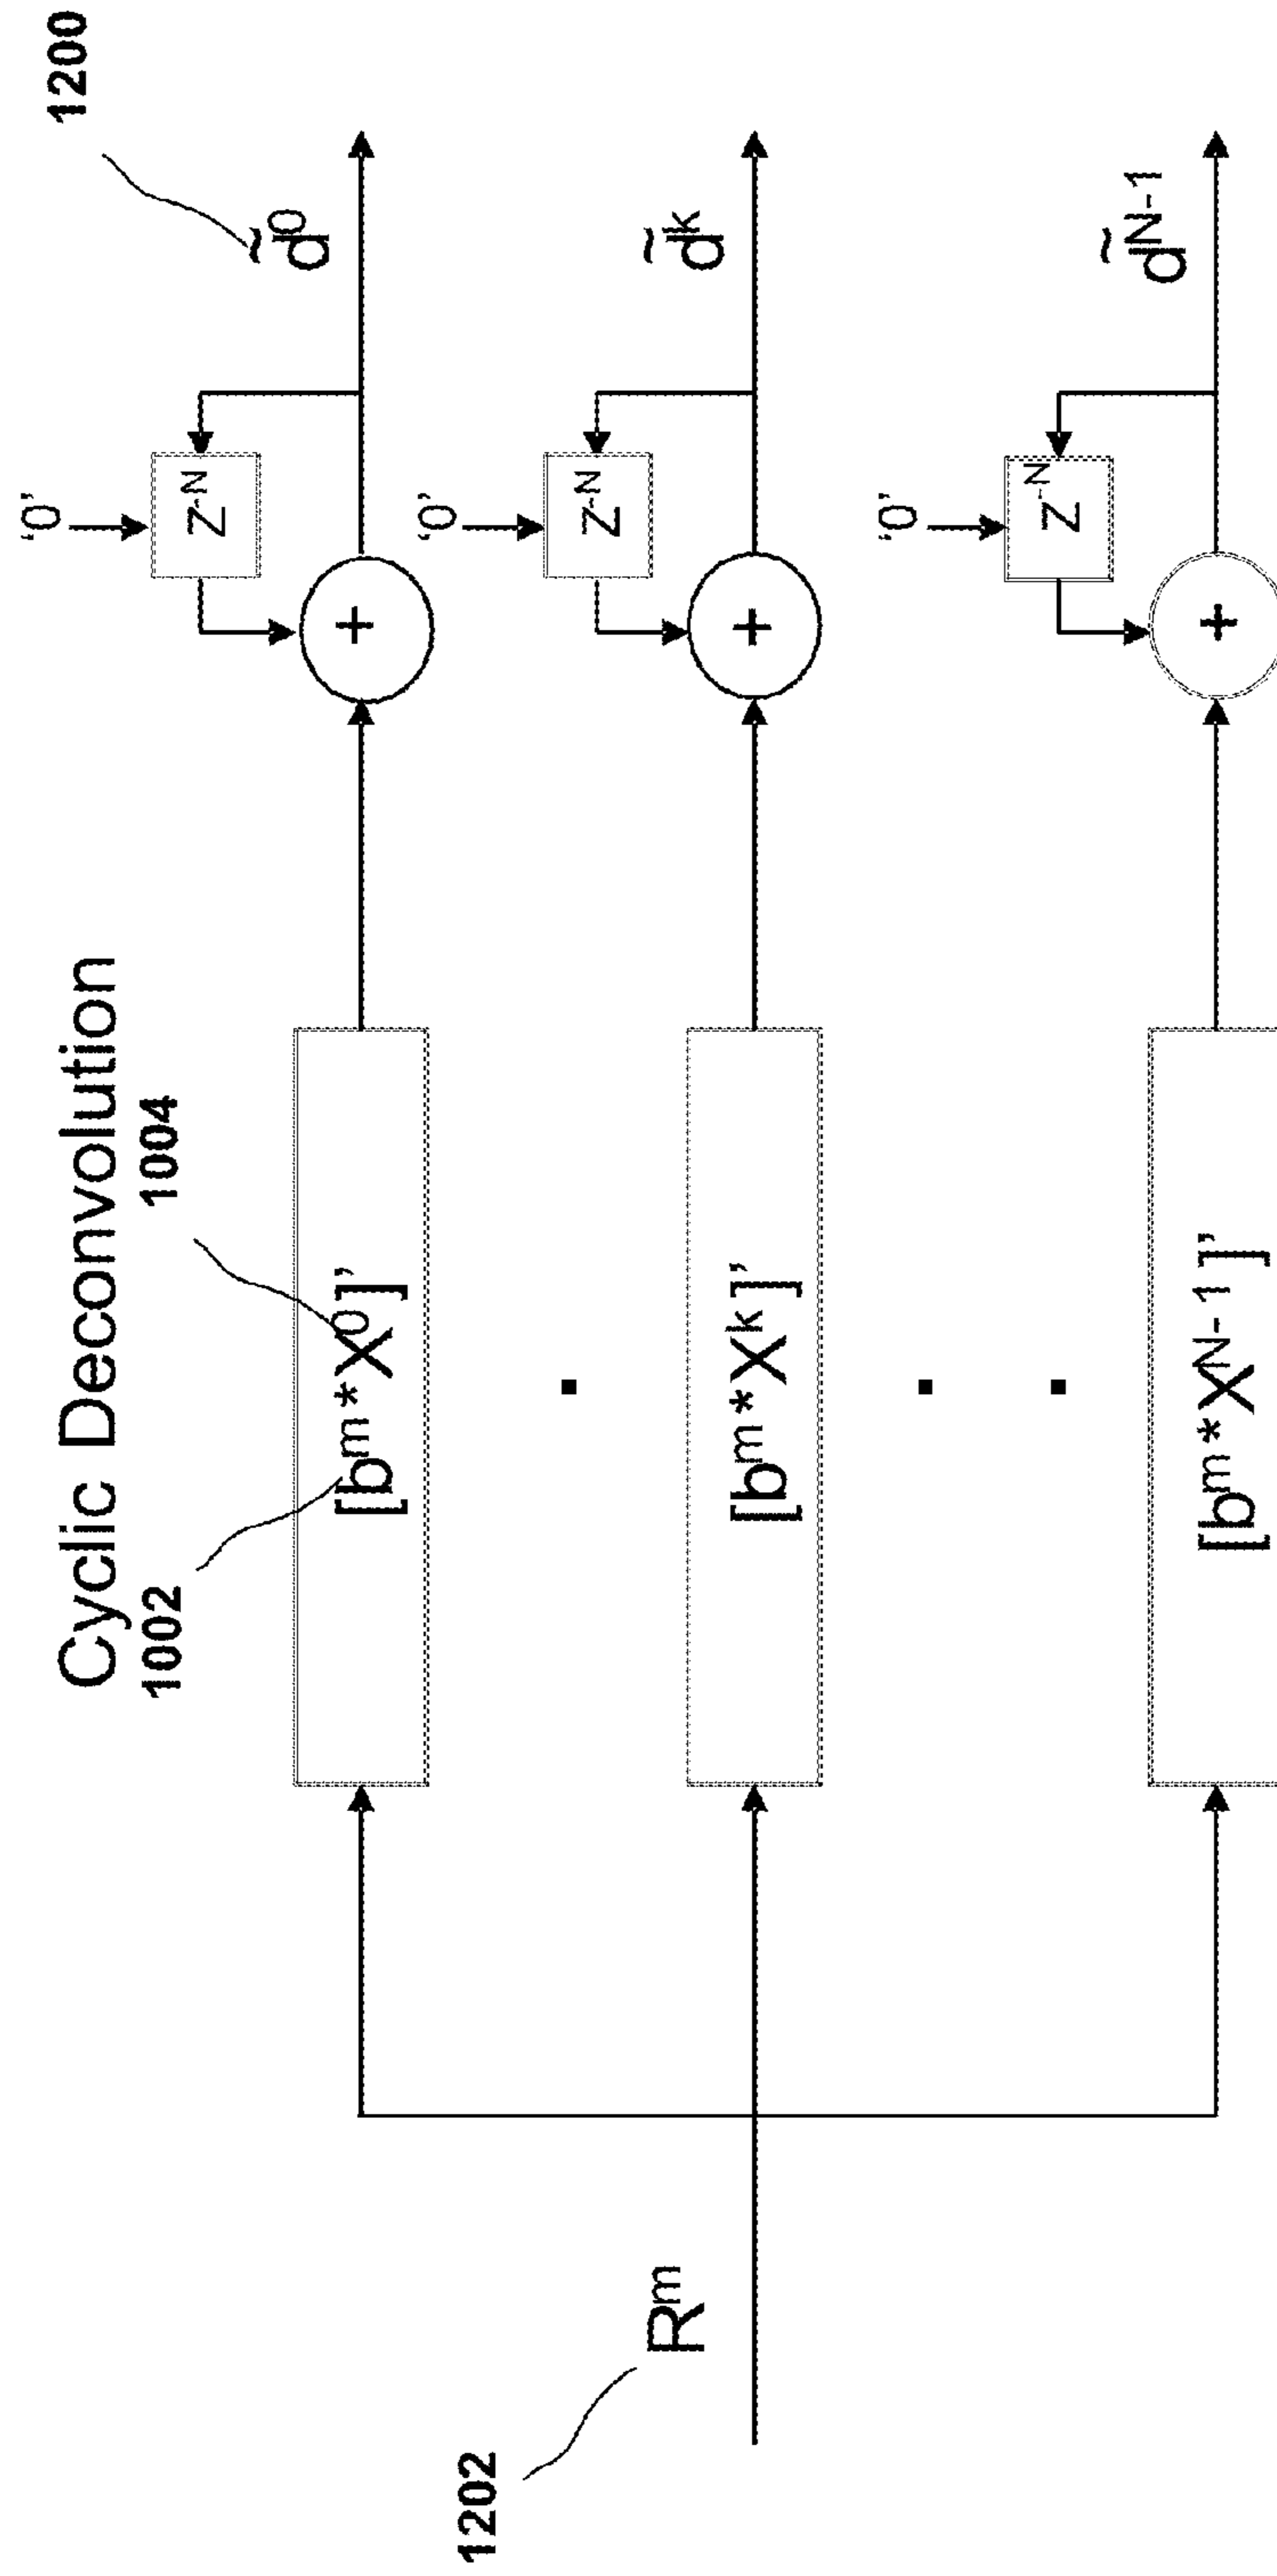 Cyclic Deconvolution
1200
1002
1004
'0'
Z^-N
[b^m*X^0]'
+
d̃^0
'0'
Z^-N
1202
R^m
[b^m*X^k]'
+
d̃^k
'0'
Z^-N
[b^m*X^N-1]'
+
d̃^N-1